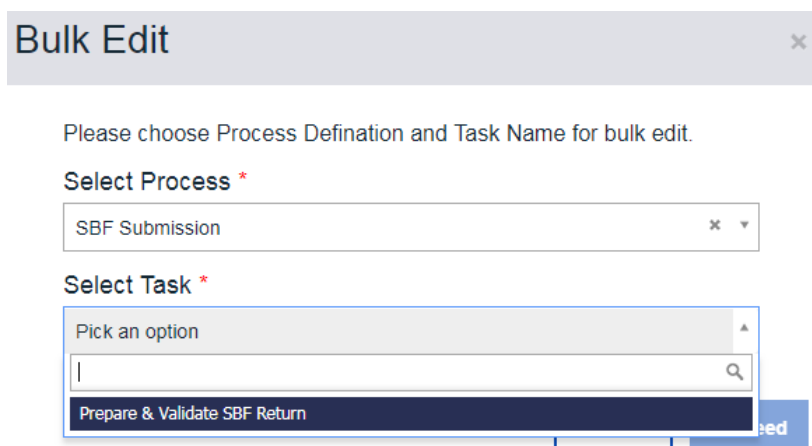 Bulk Edit
×
Please choose Process Defination and Task Name for bulk edit.
Select Process *
SBF Submission
Select Task *
Pick an option
Prepare & Validate SBF Return